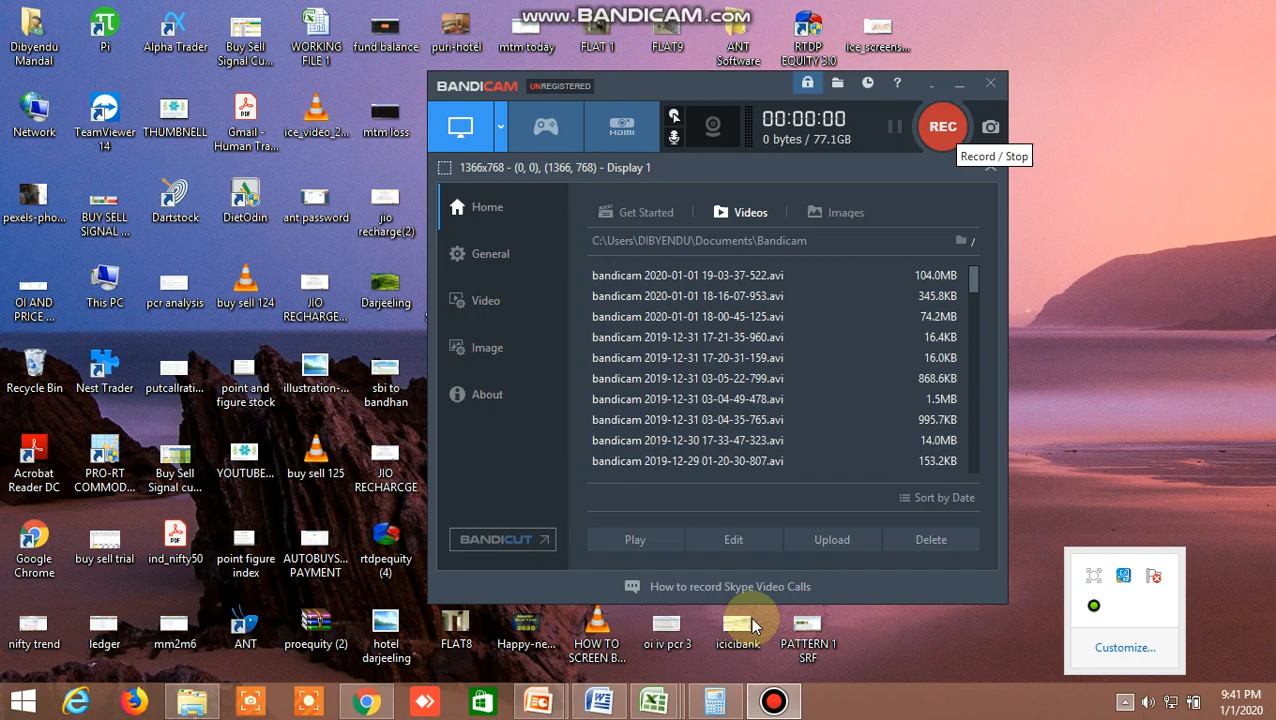 www.BANDICAM.com
Dibyendu
Mandal
Pi
Alpha Trader
Buy Sell
Signal Cu...
WORKING
FILE 1
fund balance
puri-hotel
mtm today
FLAT 1
FLAT9
ANT
Software
RTDP
EQUITY 3.0
ice_screens...
Network
TeamViewer
14
THUMBNELL
Gmail -
Human Tra...
ice_video_2...
mtm loss
pexels-pho...
BUY SELL
SIGNAL ...
Dartstock
DietOdin
ant password
jio
recharge(2)
OI AND
PRICE ...
This PC
pcr analysis
buy sell 124
JIO
RECHARGE...
Darjeeling
Recycle Bin
Nest Trader
putcallrati...
point and
figure stock
illustration-...
sbi to
bandhan
Acrobat
Reader DC
PRO-RT
COMMOD...
Buy Sell
Signal cu...
YOUTUBE...
buy sell 125
JIO
RECHARCGE
Google
Chrome
buy sell trial
ind_nifty50
point figure
index
AUTOBUYS...
PAYMENT
rtdpequity
(4)
nifty trend
ledger
mm2m6
ANT
proequity (2)
hotel
darjeeling
FLAT8
Happy-ne...
HOW TO
SCREEN B...
oi iv pcr 3
icicibank
PATTERN 1
SRF
BANDICAM UNREGISTERED
HDMI
00:00:00
0 bytes / 77.1GB
REC
Record / Stop
1366x768 - (0, 0), (1366, 768) - Display 1
Home
General
Video
Image
About
BANDICUT
Get Started
Videos
Images
C:\Users\DIBYENDU\Documents\Bandicam
/
bandicam 2020-01-01 19-03-37-522.avi 104.0MB
bandicam 2020-01-01 18-16-07-953.avi 345.8KB
bandicam 2020-01-01 18-00-45-125.avi 74.2MB
bandicam 2019-12-31 17-21-35-960.avi 16.4KB
bandicam 2019-12-31 17-20-31-159.avi 16.0KB
bandicam 2019-12-31 03-05-22-799.avi 868.6KB
bandicam 2019-12-31 03-04-49-478.avi 1.5MB
bandicam 2019-12-31 03-04-35-765.avi 995.7KB
bandicam 2019-12-30 17-33-47-323.avi 14.0MB
bandicam 2019-12-29 01-20-30-807.avi 153.2KB
Sort by Date
Play
Edit
Upload
Delete
How to record Skype Video Calls
Customize...
9:41 PM
1/1/2020